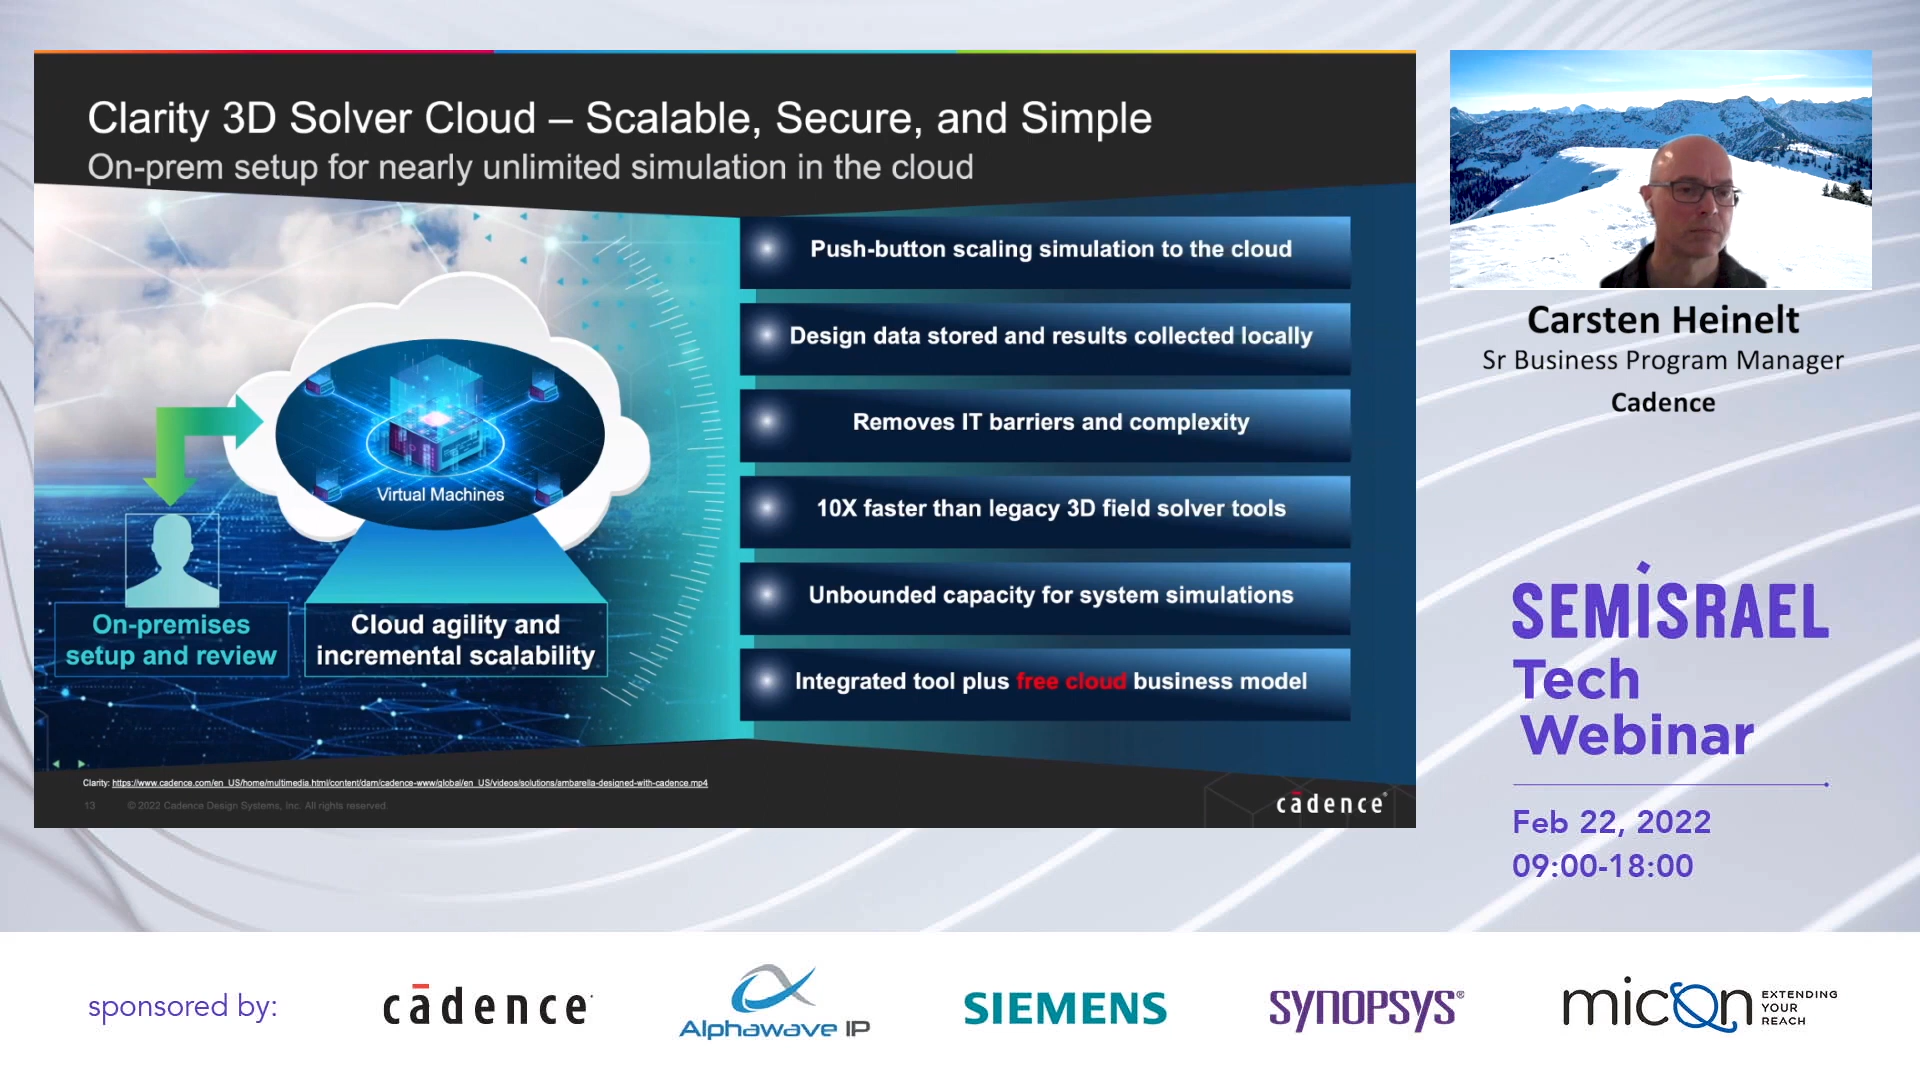 Clarity 3D Solver Cloud – Scalable, Secure, and Simple
On-prem setup for nearly unlimited simulation in the cloud
Virtual Machines
On-premises
setup and review
Cloud agility and
incremental scalability
Push-button scaling simulation to the cloud
Design data stored and results collected locally
Removes IT barriers and complexity
10X faster than legacy 3D field solver tools
Unbounded capacity for system simulations
Integrated tool plus free cloud business model
Clarity: https://www.cadence.com/en_US/home/multimedia.html/content/dam/cadence-www/global/en_US/videos/solutions/ambarella-designed-with-cadence.mp4
13 © 2022 Cadence Design Systems, Inc. All rights reserved.
cādence®
Carsten Heinelt
Sr Business Program Manager
Cadence
SEMISRAEL
Tech
Webinar
Feb 22, 2022
09:00-18:00
sponsored by:
cādence
Alphawave IP
SIEMENS
SYNOPSYS®
micon
EXTENDING
YOUR
REACH